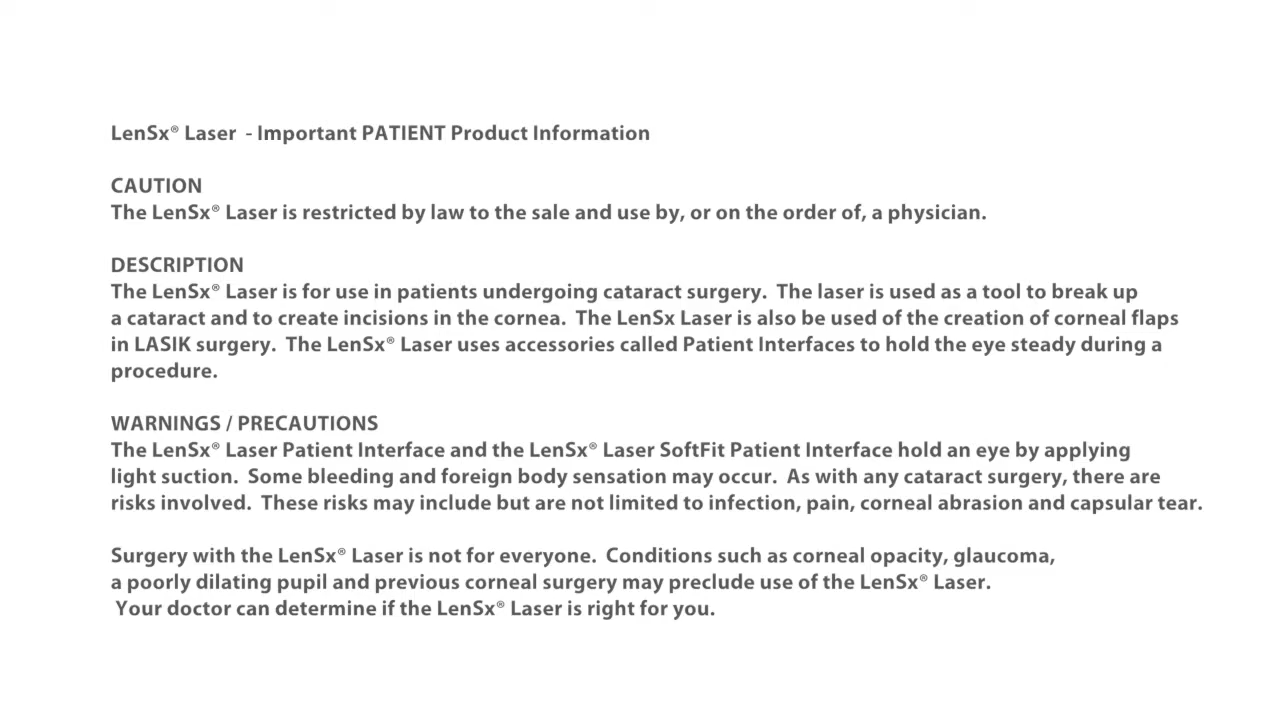 LenSx® Laser - Important PATIENT Product Information
CAUTION
The LenSx® Laser is restricted by law to the sale and use by, or on the order of, a physician.
DESCRIPTION
The LenSx® Laser is for use in patients undergoing cataract surgery. The laser is used as a tool to break up
a cataract and to create incisions in the cornea. The LenSx Laser is also be used of the creation of corneal flaps
in LASIK surgery. The LenSx® Laser uses accessories called Patient Interfaces to hold the eye steady during a
procedure.
WARNINGS / PRECAUTIONS
The LenSx® Laser Patient Interface and the LenSx® Laser SoftFit Patient Interface hold an eye by applying
light suction. Some bleeding and foreign body sensation may occur. As with any cataract surgery, there are
risks involved. These risks may include but are not limited to infection, pain, corneal abrasion and capsular tear.
Surgery with the LenSx® Laser is not for everyone. Conditions such as corneal opacity, glaucoma,
a poorly dilating pupil and previous corneal surgery may preclude use of the LenSx® Laser.
Your doctor can determine if the LenSx® Laser is right for you.